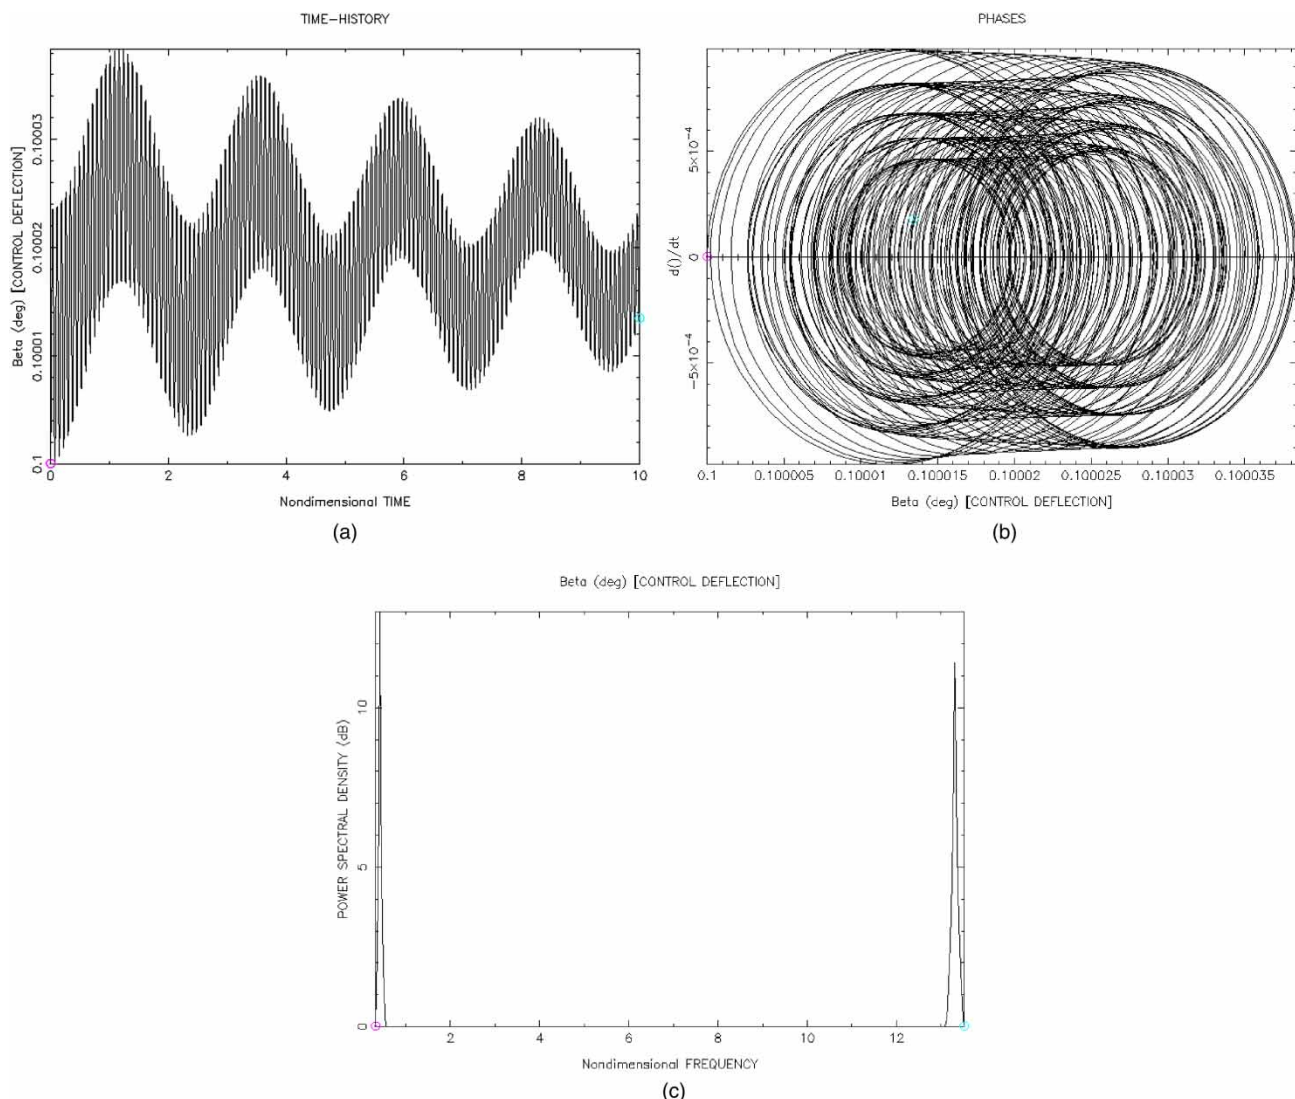 TIME-HISTORY
Beta (deg) [CONTROL DEFLECTION]
0.10003
0.10002
0.10001
0.1
0 2 4 6 8 10
Nondimensional TIME
(a)
PHASES
d()/dt
5×10⁻⁴
0
−5×10⁻⁴
0.1 0.100005 0.10001 0.100015 0.10002 0.100025 0.10003 0.100035
Beta (deg) [CONTROL DEFLECTION]
(b)
Beta (deg) [CONTROL DEFLECTION]
POWER SPECTRAL DENSITY (dB)
10
5
0
2 4 6 8 10 12
Nondimensional FREQUENCY
(c)